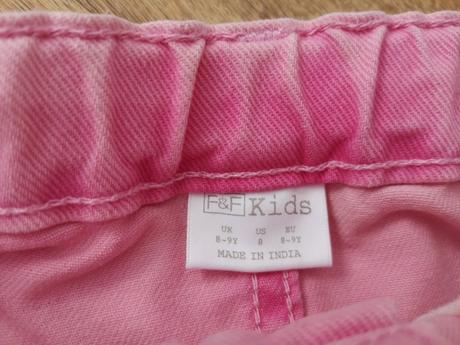 F&F Kids
UK US EU
8-9Y 8 8-9Y
MADE IN INDIA